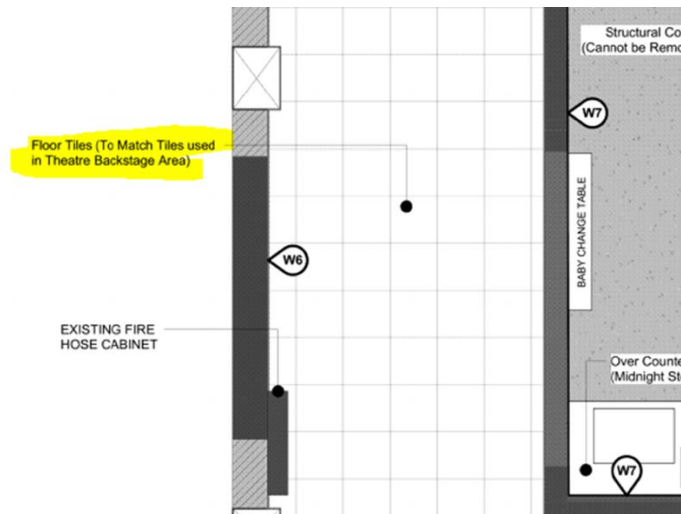 Structural Co
(Cannot be Remo
W7
Floor Tiles (To Match Tiles used
in Theatre Backstage Area)
BABY CHANGE TABLE
W6
EXISTING FIRE
HOSE CABINET
Over Counte
(Midnight Sto
W7